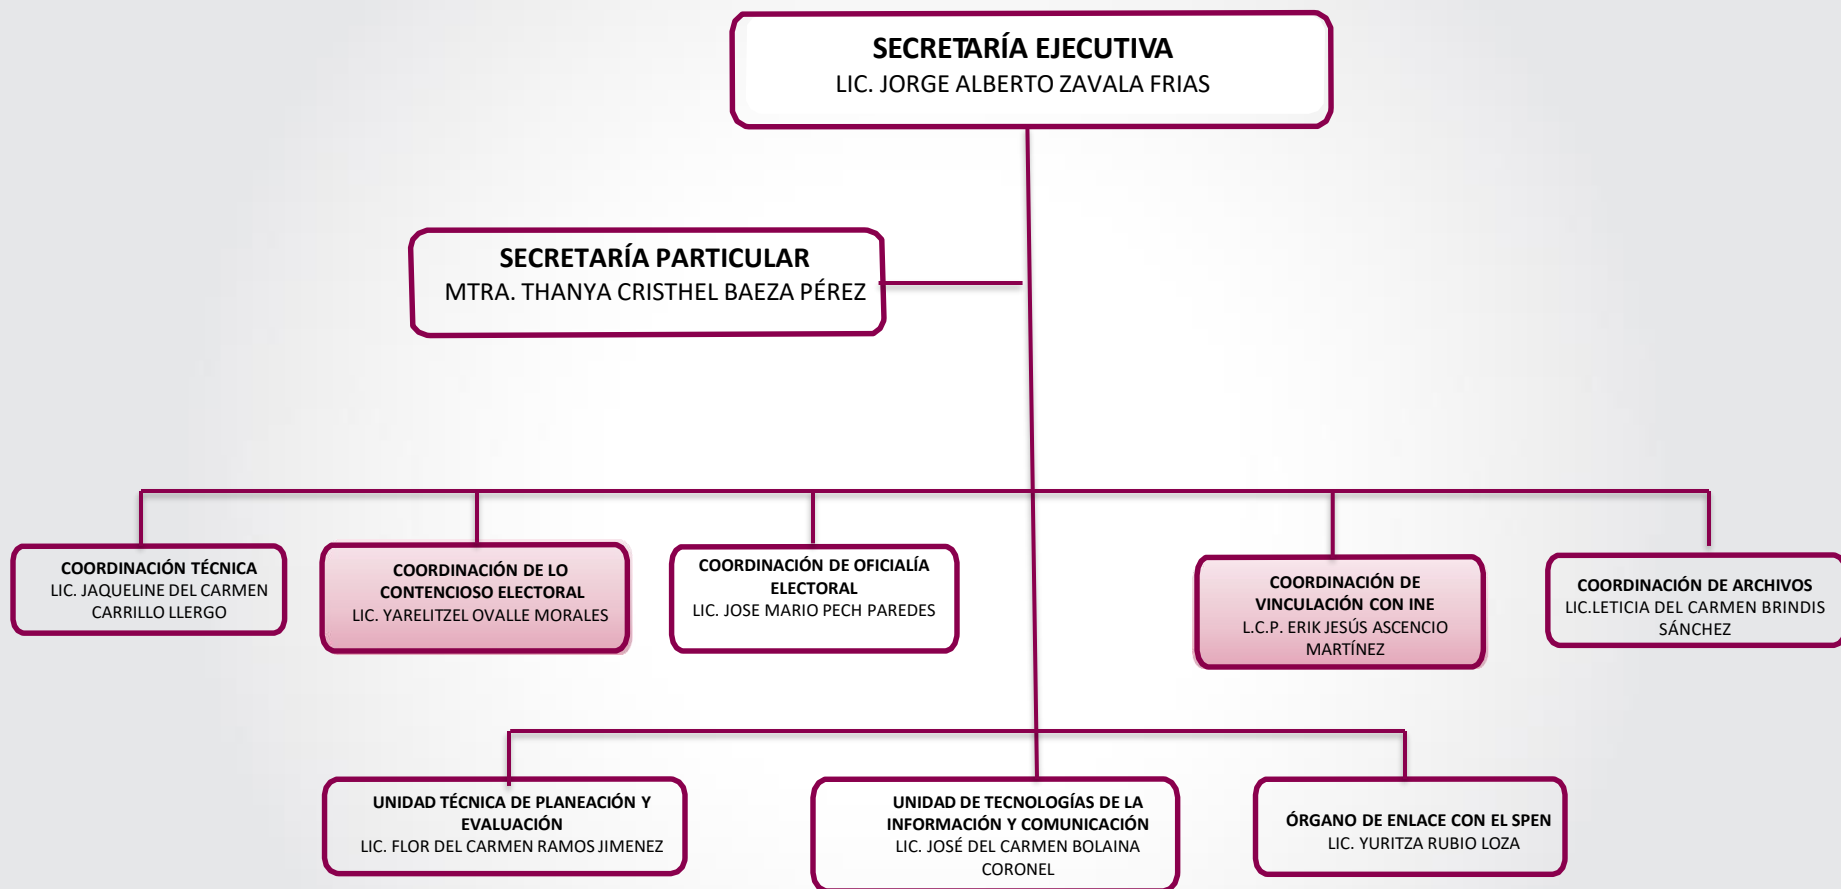 SECRETARÍA EJECUTIVA
LIC. JORGE ALBERTO ZAVALA FRIAS
SECRETARÍA PARTICULAR
MTRA. THANYA CRISTHEL BAEZA PÉREZ
COORDINACIÓN TÉCNICA
LIC. JAQUELINE DEL CARMEN
CARRILLO LLERGO
COORDINACIÓN DE LO
CONTENCIOSO ELECTORAL
LIC. YARELITZEL OVALLE MORALES
COORDINACIÓN DE OFICIALÍA
ELECTORAL
LIC. JOSE MARIO PECH PAREDES
COORDINACIÓN DE
VINCULACIÓN CON INE
L.C.P. ERIK JESÚS ASCENCIO
MARTÍNEZ
COORDINACIÓN DE ARCHIVOS
LIC.LETICIA DEL CARMEN BRINDIS
SÁNCHEZ
UNIDAD TÉCNICA DE PLANEACIÓN Y
EVALUACIÓN
LIC. FLOR DEL CARMEN RAMOS JIMENEZ
UNIDAD DE TECNOLOGÍAS DE LA
INFORMACIÓN Y COMUNICACIÓN
LIC. JOSÉ DEL CARMEN BOLAINA
CORONEL
ÓRGANO DE ENLACE CON EL SPEN
LIC. YURITZA RUBIO LOZA